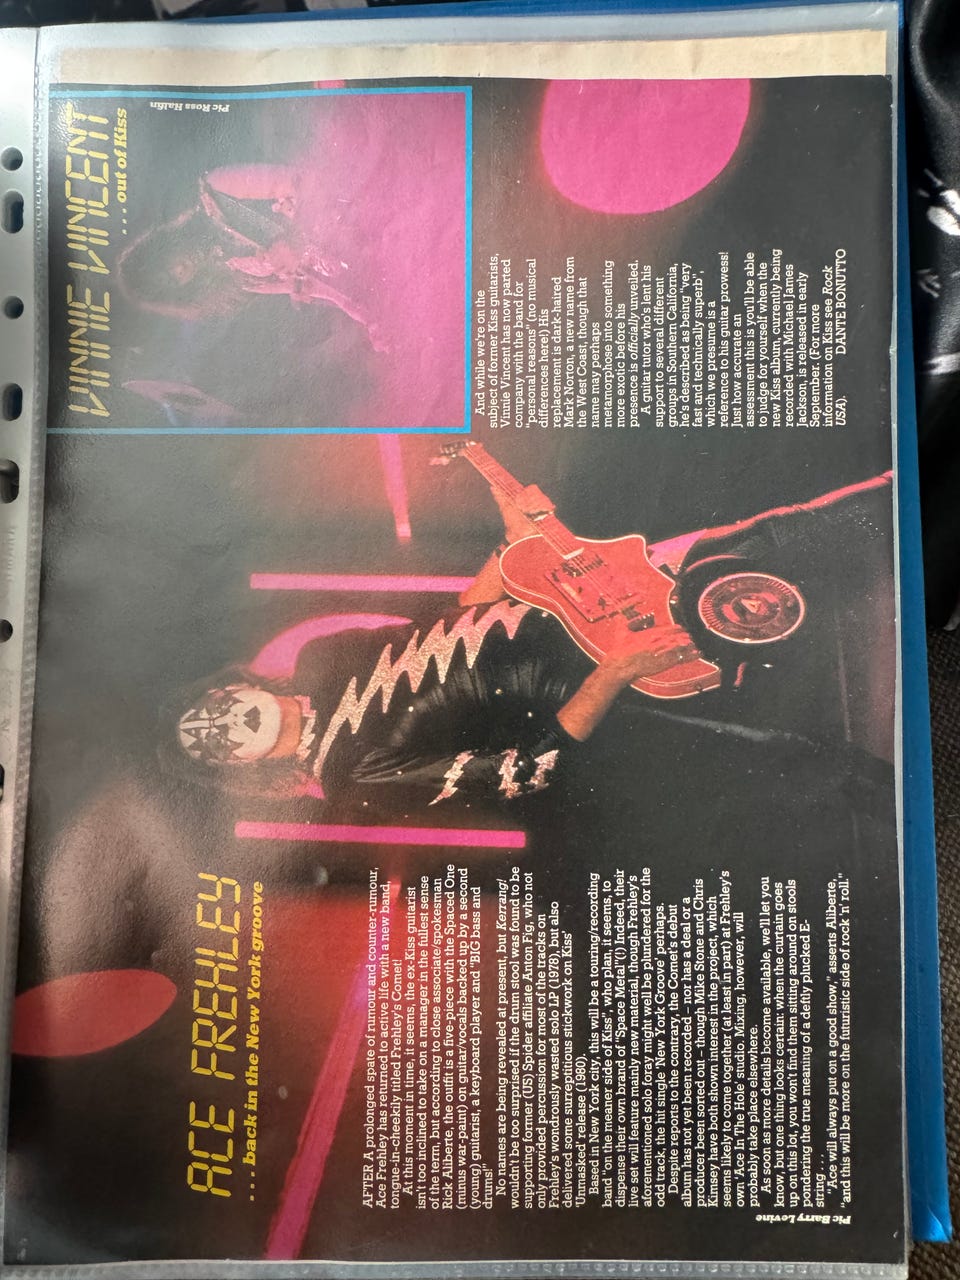 ACE FREHLEY
...back in the New York groove
AFTER A prolonged spate of rumour and counter-rumour,
Ace Frehley has returned to active life with a new band,
tongue-in-cheekily titled Frehley's Comet!
At this moment in time, it seems, the ex-Kiss guitarist
isn't too inclined to take on a manager in the fullest sense
of the term, but according to close associate/spokesman
Rick Aliberte, the outfit is a five-piece with the Spaced One
(minus war-paint) on guitar/vocals backed up by a second
(young) guitarist, a keyboard player and "BIG bass and
drums!"
No names are being revealed at present, but Kerrang!
wouldn't be too surprised if the drum stool was found to be
supporting former (US) Spider affiliate Anton Fig, who not
only provided percussion for most of the tracks on
Frehley's wondrously wasted solo LP (1978), but also
delivered some surreptitious stickwork on Kiss'
'Unmasked' release (1980).
Based in New York city, this will be a touring/recording
band "on the meaner side of Kiss", who plan, it seems, to
dispense their own brand of "Space Metal"(!) Indeed, their
live set will feature mainly new material, though Frehley's
aforementioned solo foray might well be plundered for the
odd track, the hit single 'New York Groove' perhaps.
Despite reports to the contrary, the Comet's debut
album has not yet been recorded – nor has a deal or a
producer been sorted out – though Mike Stone and Chris
Kimsey have both shown interest in the project, which
seems likely to come together (at least in part) at Frehley's
own 'Ace In The Hole' studio. Mixing, however, will
probably take place elsewhere.
As soon as more details become available, we'll let you
know, but one thing looks certain, when the curtain goes
up on this lot, you won't find them sitting around on stools
pondering the true meaning of a deftly plucked E-
string...
"Ace will always put on a good show," asserts Aliberte,
"and this will be more on the futuristic side of rock 'n' roll."
Pic Barry Levine
VINNIE VINCENT
...out of Kiss
Pic Ross Halfin
And while we're on the
subject of former Kiss guitarists,
Vinnie Vincent has now parted
company with the band for
"personal reasons" (no musical
differences here!) His
replacement is dark-haired
Mark Norton, a new name from
the West Coast, though that
name may perhaps
metamorphose into something
more exotic before his
presence is officially unveiled.
A guitar tutor who's lent his
support to several different
groups in Southern California,
he's described as being "very
fast and technically superb",
which we presume is a
reference to his guitar prowess!
Just how accurate an
assessment this is you'll be able
to judge for yourself when the
new Kiss album, currently being
recorded with Michael James
Jackson, is released in early
September. (For more
information on Kiss see Rock
USA). DANTE BONUTTO